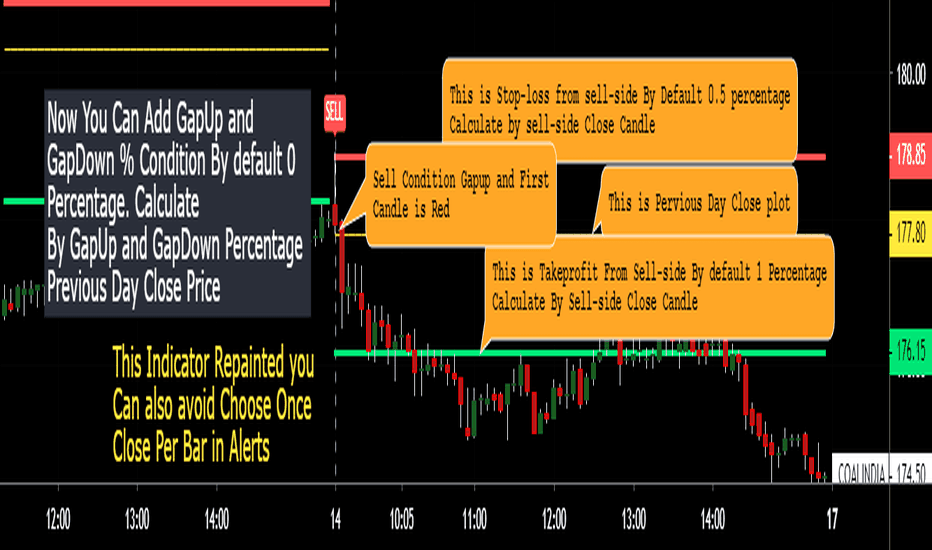 This is Stop-loss from sell-side By Default 0.5 percentage
Calculate by sell-side Close Candle
180.00
Now You Can Add GapUp and
GapDown % Condition By default 0
Percentage. Calculate
By GapUp and GapDown Percentage
Previous Day Close Price
SELL
178.85
Sell Condition Gapup and First
Candle is Red
This is Pervious Day Close plot
177.80
This is Takeprofit From Sell-side By default 1 Percentage
Calculate By Sell-side Close Candle
176.15
This Indicator Repainted you
Can also avoid Choose Once
Close Per Bar in Alerts
COALINDIA
174.50
12:00
13:00
14:00
14
10:05
11:00
12:00
13:00
14:00
17